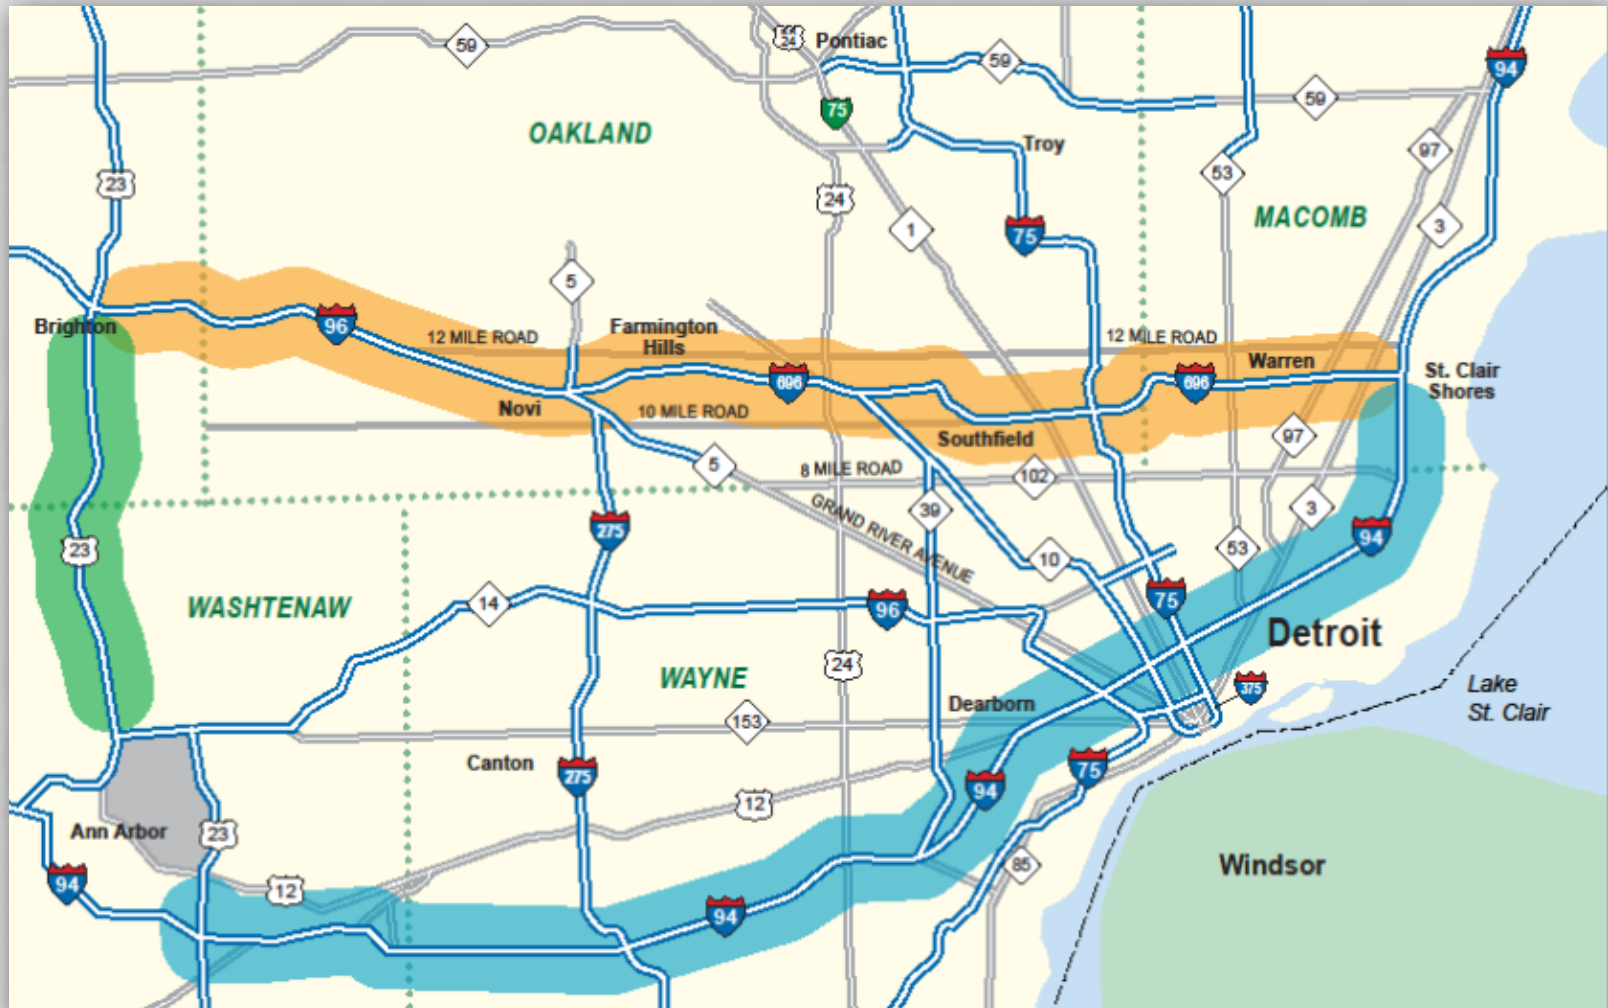 24
Pontiac
59
59
94
59
75
OAKLAND
Troy
97
23
53
24
MACOMB
3
1
75
5
Brighton
96
12 MILE ROAD
Farmington
Hills
12 MILE ROAD
Warren
696
696
St. Clair
Shores
Novi
10 MILE ROAD
Southfield
97
5
8 MILE ROAD
102
39
GRAND RIVER AVENUE
3
275
94
23
10
53
WASHTENAW
14
96
75
Detroit
24
WAYNE
375
Lake
St. Clair
Dearborn
153
Canton
275
75
94
12
Ann Arbor
23
85
Windsor
94
12
94